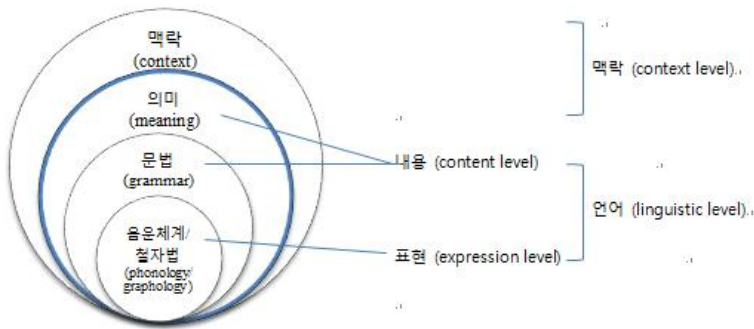 맥락
(context)
의미
(meaning)
문법
(grammar)
음운체계/
철자법
(phonology/
graphology)
맥락 (context level).
내용 (content level)
언어 (linguistic level).
표현 (expression level)